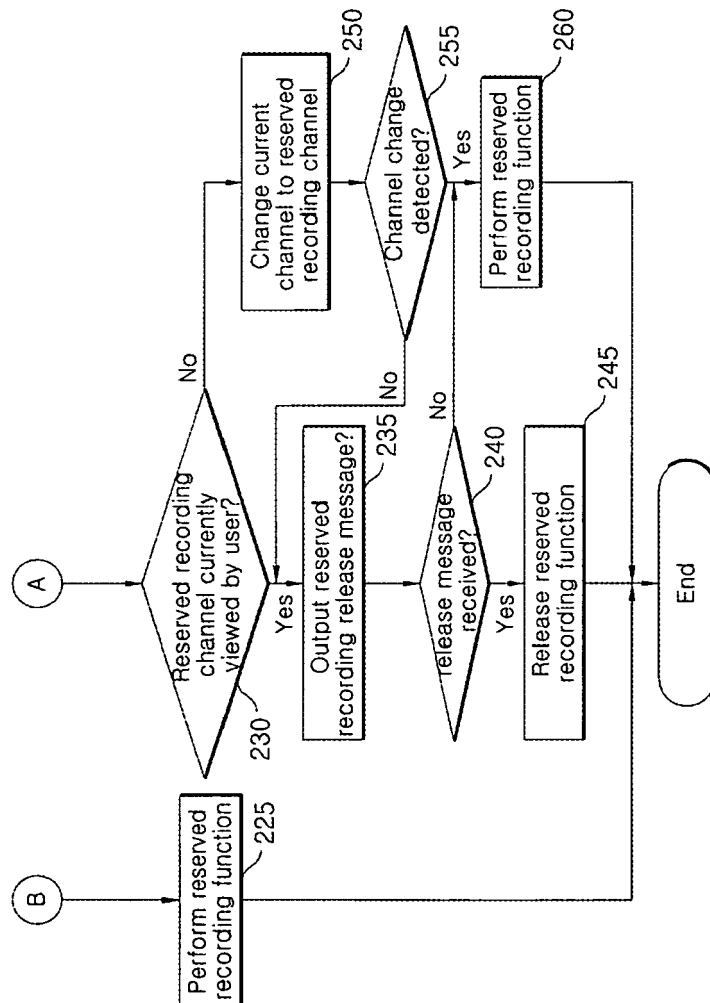 B
Perform reserved
recording function
225
A
Reserved recording
channel currently
viewed by user?
230
No
Yes
Output reserved
recording release message?
235
release message
received?
240
No
Yes
Release reserved
recording function
245
Change current
channel to reserved
recording channel
250
Channel change
detected?
255
No
Yes
Perform reserved
recording function
260
End